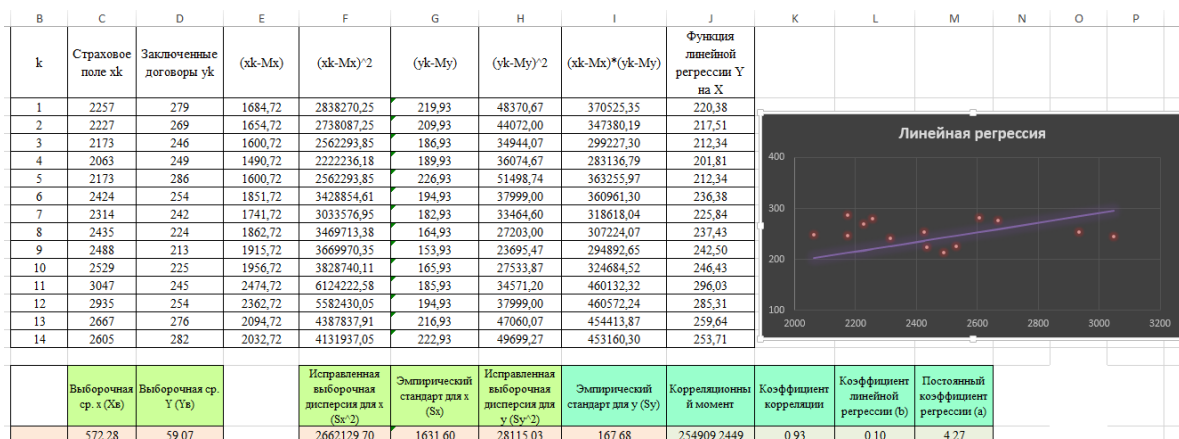 B C D E F G H I J K L M N O P
k Страховое поле xk Заключенные договоры yk (xk-Mx) (xk-Mx)^2 (yk-My) (yk-My)^2 (xk-Mx)*(yk-My) Функция линейной регрессии Y на X
1 2257 279 1684,72 2838270,25 219,93 48370,67 370525,35 220,38
2 2227 269 1654,72 2738087,25 209,93 44072,00 347380,19 217,51
3 2173 246 1600,72 2562293,85 186,93 34944,07 299227,30 212,34
4 2063 249 1490,72 2222236,18 189,93 36074,67 283136,79 201,81
5 2173 286 1600,72 2562293,85 226,93 51498,74 363255,97 212,34
6 2424 254 1851,72 3428854,61 194,93 37999,00 360961,30 236,38
7 2314 242 1741,72 3033576,95 182,93 33464,60 318618,04 225,84
8 2435 224 1862,72 3469713,38 164,93 27203,00 307224,07 237,43
9 2488 213 1915,72 3669970,35 153,93 23695,47 294892,65 242,50
10 2529 225 1956,72 3828740,11 165,93 27533,87 324684,52 246,43
11 3047 245 2474,72 6124222,58 185,93 34571,20 460132,32 296,03
12 2935 254 2362,72 5582430,05 194,93 37999,00 460572,24 285,31
13 2667 276 2094,72 4387837,91 216,93 47060,07 454413,87 259,64
14 2605 282 2032,72 4131937,05 222,93 49699,27 453160,30 253,71
Линейная регрессия
400
300
200
100
2000 2200 2400 2600 2800 3000 3200
Выборочная ср. x (Xв) Выборочная ср. Y (Yв) Исправленная выборочная дисперсия для x (Sx^2) Эмпирический стандарт для x (Sx) Исправленная выборочная дисперсия для y (Sy^2) Эмпирический стандарт для y (Sy) Корреляционны й момент Коэффициент корреляции Коэффициент линейной регрессии (b) Постоянный коэффициент регрессии (a)
572,28 59,07 2662129,70 1631,60 28115,03 167,68 254909,2449 0,93 0,10 4,27